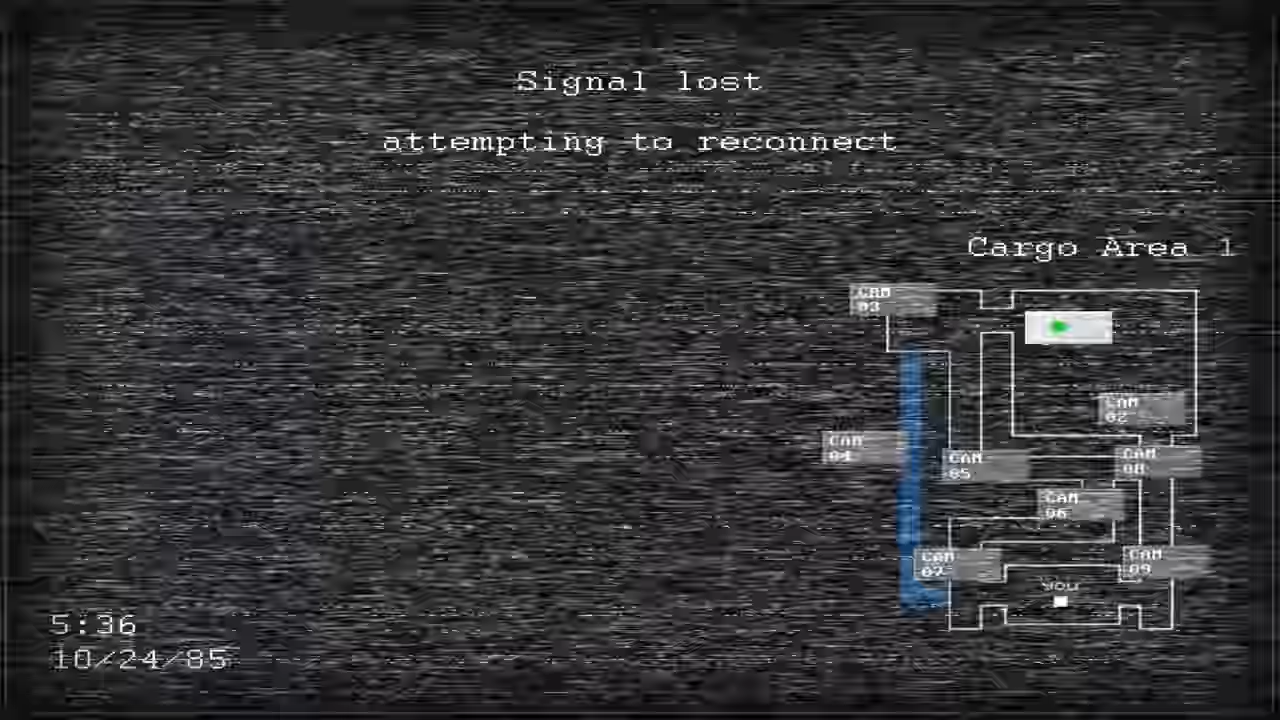 Signal lost
attempting to reconnect
Cargo Area 1
CAM
03
CAM
02
CAM
04
CAM
05
CAM
08
CAM
06
CAM
07
CAM
09
you
5:36
10/24/85